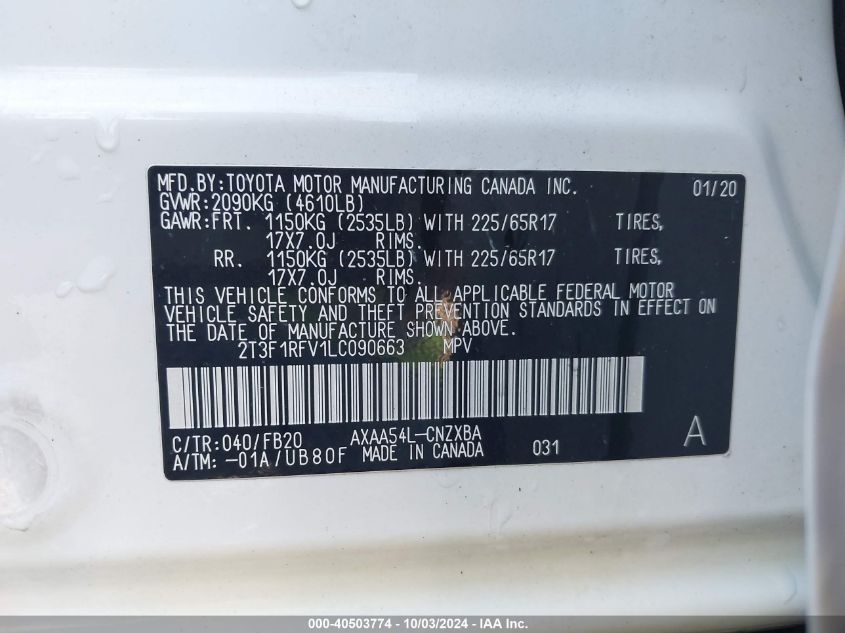 MFD.BY:TOYOTA MOTOR MANUFACTURING CANADA INC. 01/20
GVWR:2090KG (4610LB)
GAWR:FRT. 1150KG (2535LB) WITH 225/65R17 TIRES,
17X7.0J RIMS.
RR. 1150KG (2535LB) WITH 225/65R17 TIRES,
17X7.0J RIMS.
THIS VEHICLE CONFORMS TO ALL APPLICABLE FEDERAL MOTOR
VEHICLE SAFETY AND THEFT PREVENTION STANDARDS IN EFFECT ON
THE DATE OF MANUFACTURE SHOWN ABOVE.
2T3F1RFV1LC090663 MPV
C/TR:040/FB20 AXAA54L-CNZXBA
A/TM:-01A/UB80F MADE IN CANADA 031 A
000-40503774 - 10/03/2024 - IAA Inc.